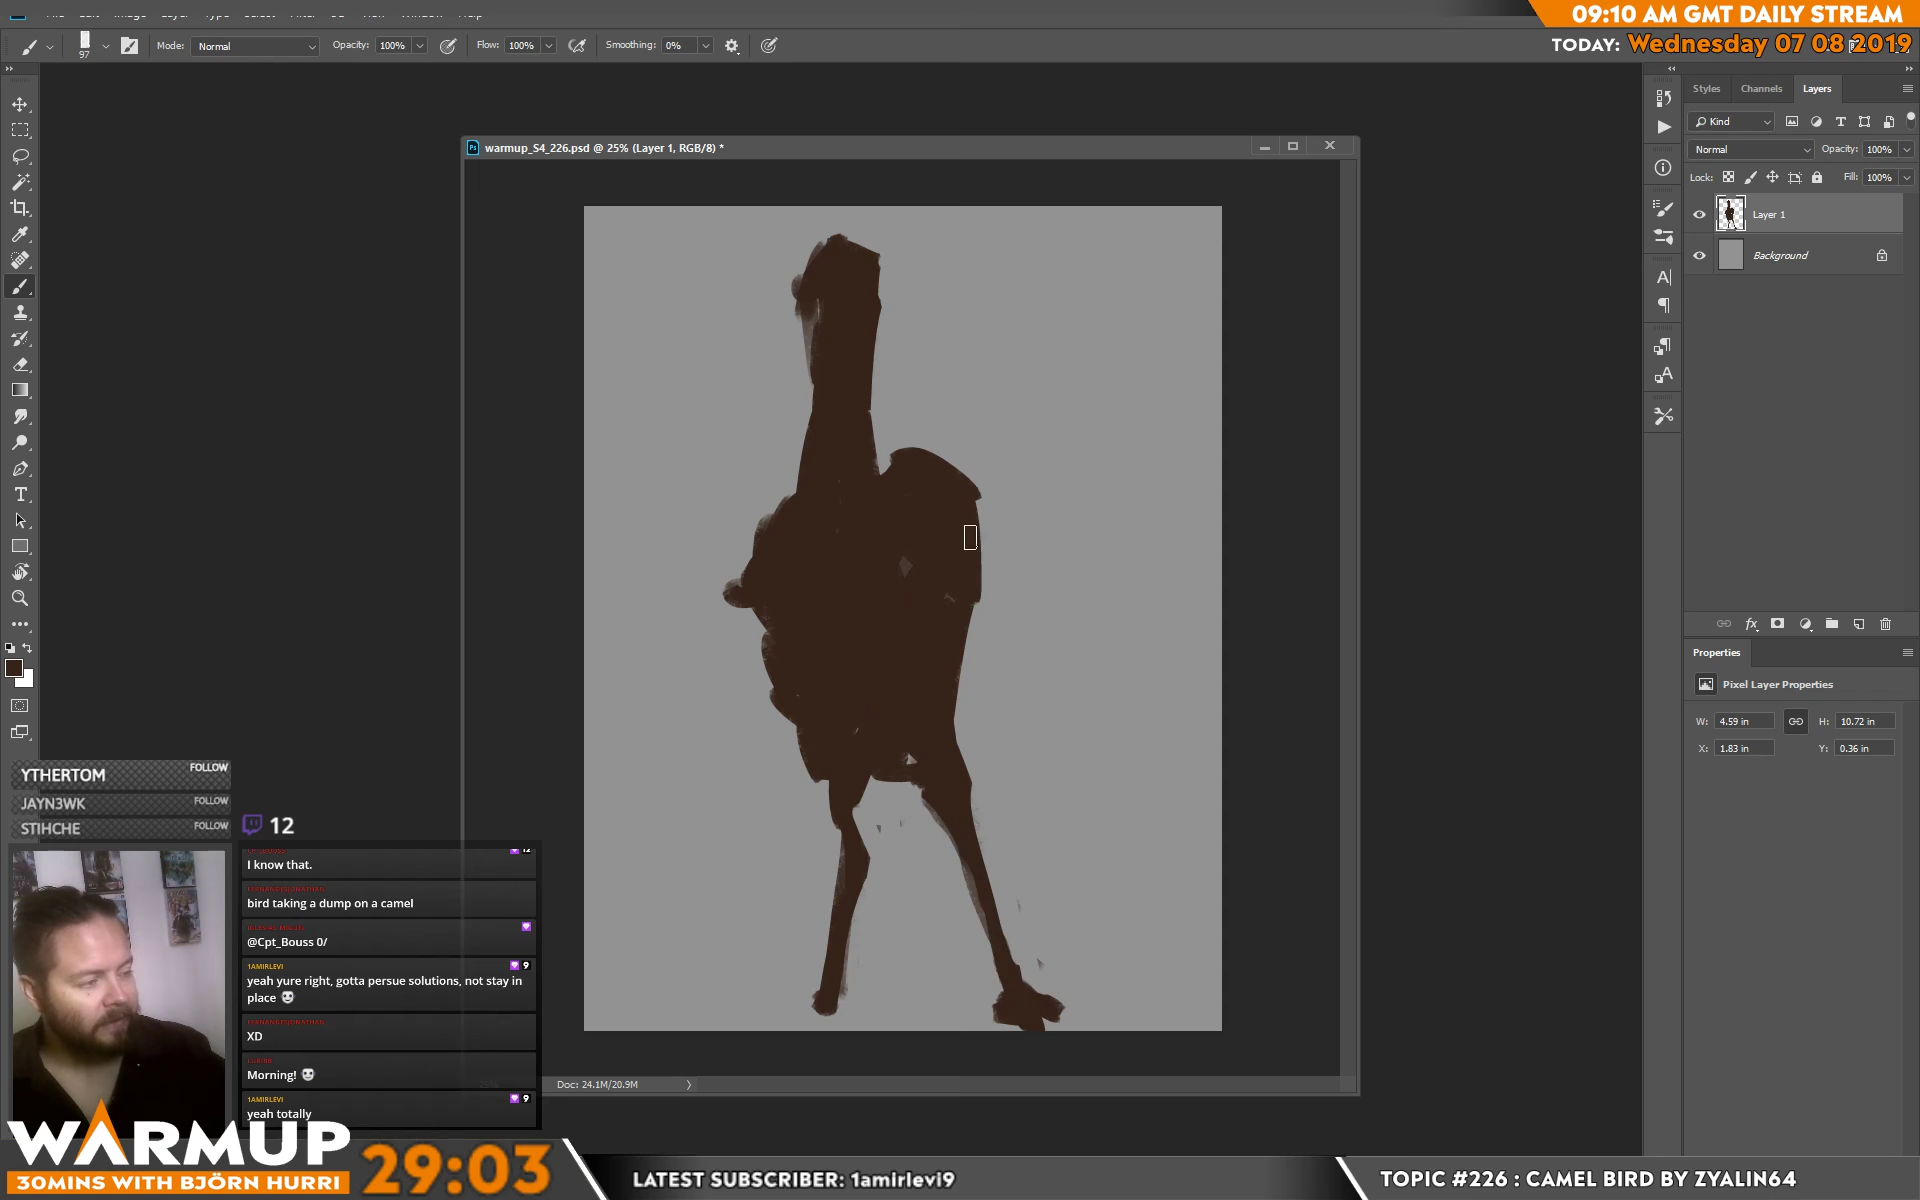 09:10 AM GMT DAILY STREAM
TODAY: Wednesday 07 08 2019
97
Mode: Normal
Opacity: 100%
Flow: 100%
Smoothing: 0%
Styles
Channels
Layers
Kind
Normal
Opacity: 100%
Lock:
Fill: 100%
Layer 1
Background
warmup_S4_226.psd @ 25% (Layer 1, RGB/8) *
Properties
Pixel Layer Properties
W: 4.59 in
H: 10.72 in
X: 1.83 in
Y: 0.36 in
Doc: 24.1M/20.9M
YTHERTOM FOLLOW
JAYN3WK FOLLOW
STIHCHE FOLLOW
12
I know that.
bird taking a dump on a camel
@Cpt_Bouss 0/
1AMIRLEVI 9
yeah yure right, gotta persue solutions, not stay in
place
XD
Morning!
1AMIRLEVI 9
yeah totally
WARMUP
30MINS WITH BJÖRN HURRI
29:03
LATEST SUBSCRIBER: 1amirlevi9
TOPIC #226 : CAMEL BIRD BY ZYALIN64